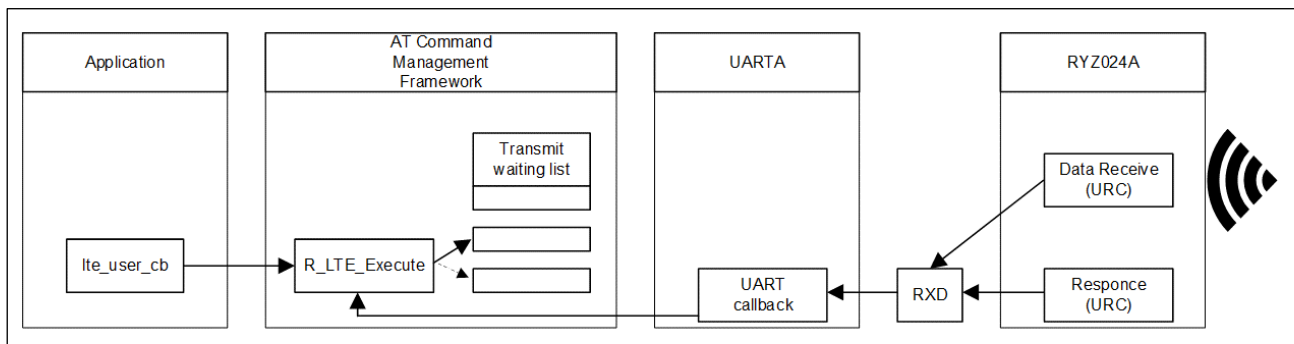 Application
AT Command
Management
Framework
UARTA
RYZ024A
Transmit
waiting list
Data Receive
(URC)
lte_user_cb
R_LTE_Execute
UART
callback
RXD
Responce
(URC)